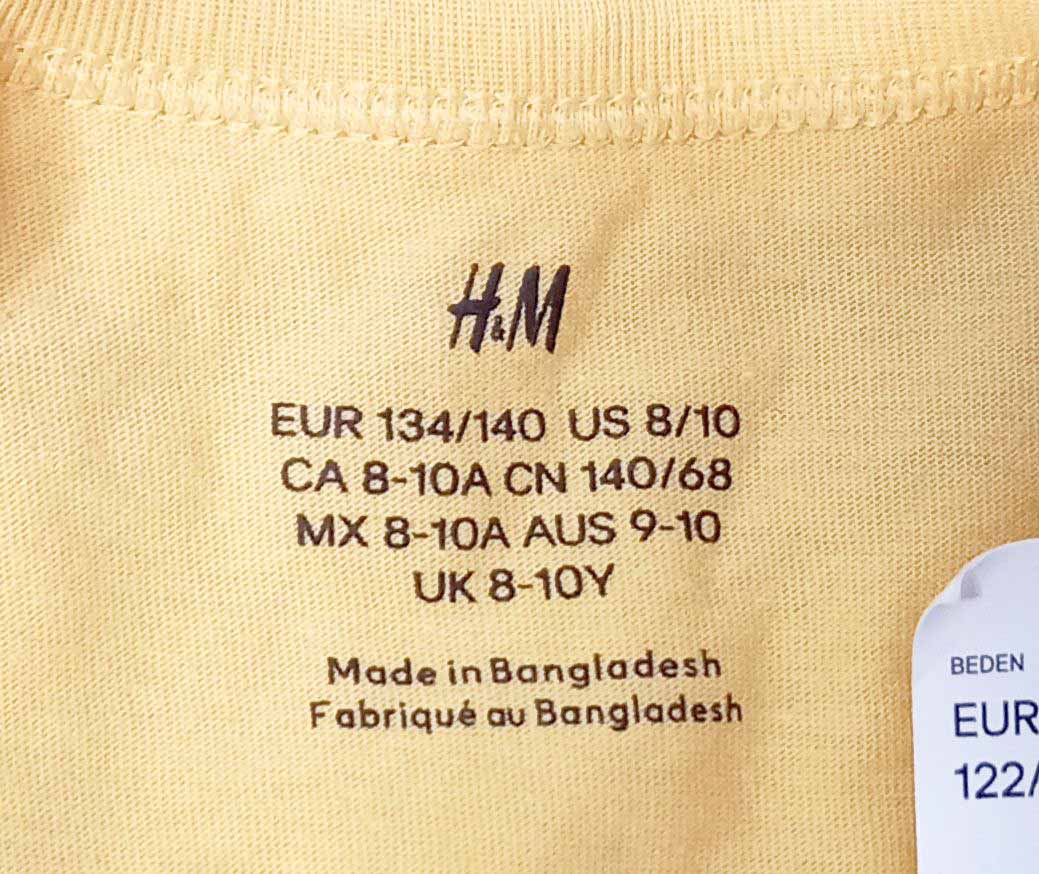 H&M
EUR 134/140 US 8/10
CA 8-10A CN 140/68
MX 8-10A AUS 9-10
UK 8-10Y
Made in Bangladesh
Fabriqué au Bangladesh
BEDEN
EUR
122/